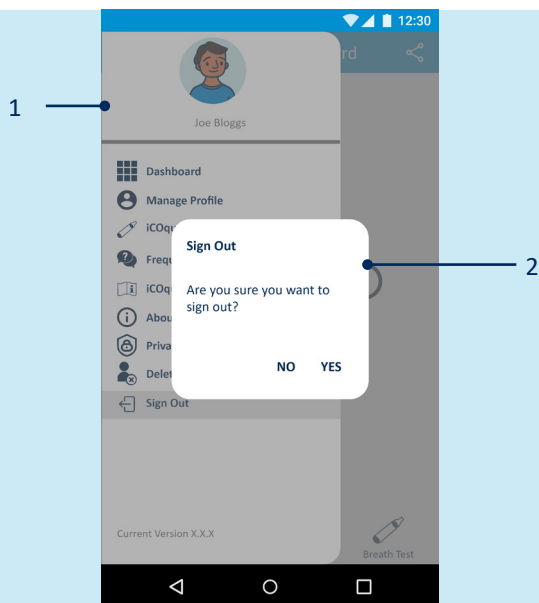 12:30
rd
1
Joe Bloggs
Dashboard
Manage Profile
iCOqu
Sign Out
Frequ
2
Are you sure you want to
sign out?
iCOq
Abou
Priva
Delet
NO YES
Sign Out
Current Version X.X.X
Breath Test